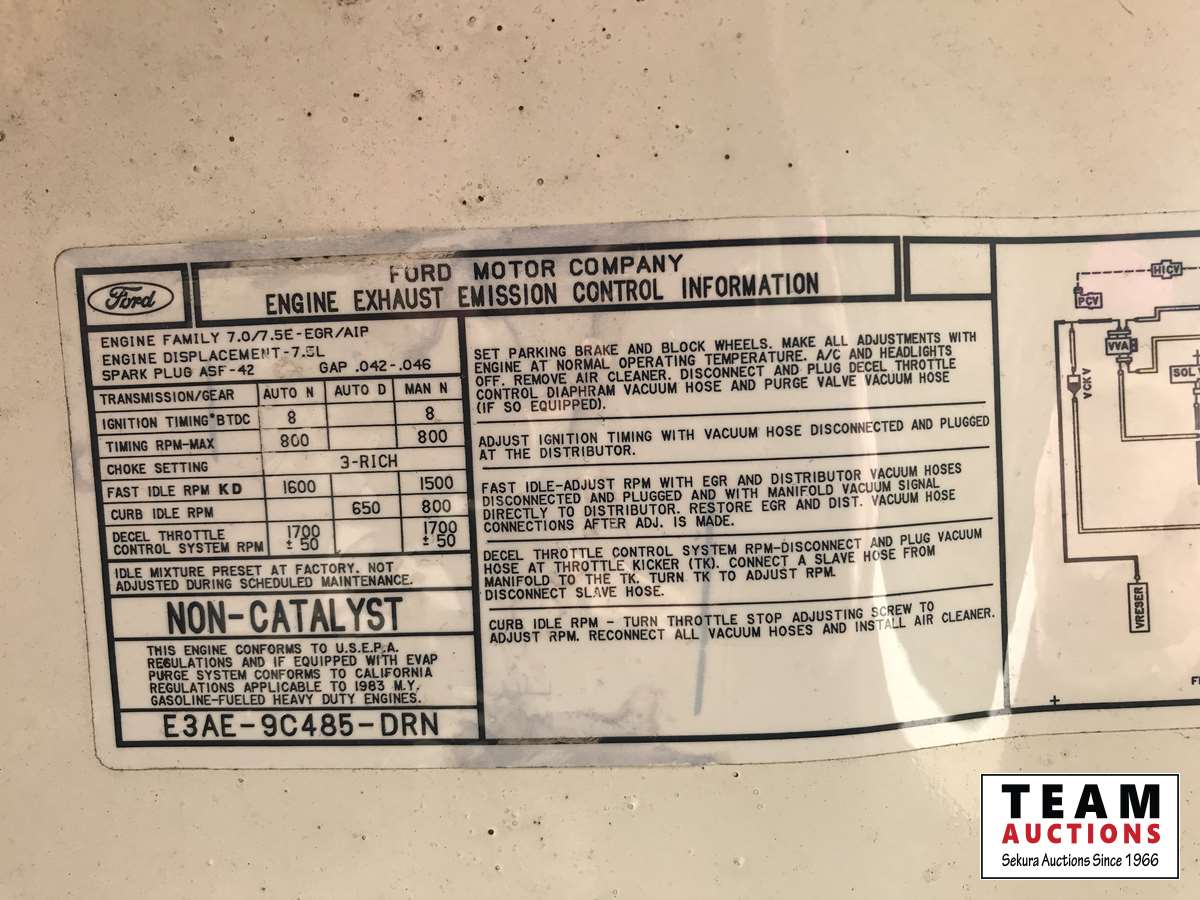 Ford
FORD MOTOR COMPANY
ENGINE EXHAUST EMISSION CONTROL INFORMATION
ENGINE FAMILY 7.0/7.5E-EGR/AIP
ENGINE DISPLACEMENT-7.5L
SPARK PLUG ASF-42 GAP .042-.046
TRANSMISSION/GEAR AUTO N AUTO D MAN N
IGNITION TIMING°BTDC 8 8
TIMING RPM-MAX 800 800
CHOKE SETTING 3-RICH
FAST IDLE RPM KD 1600 1500
CURB IDLE RPM 650 800
DECEL THROTTLE 1700 1700
CONTROL SYSTEM RPM ± 50 ± 50
IDLE MIXTURE PRESET AT FACTORY. NOT
ADJUSTED DURING SCHEDULED MAINTENANCE.
NON-CATALYST
THIS ENGINE CONFORMS TO U.S.E.P.A.
REGULATIONS AND IF EQUIPPED WITH EVAP
PURGE SYSTEM CONFORMS TO CALIFORNIA
REGULATIONS APPLICABLE TO 1983 M.Y.
GASOLINE-FUELED HEAVY DUTY ENGINES.
E3AE-9C485-DRN
SET PARKING BRAKE AND BLOCK WHEELS. MAKE ALL ADJUSTMENTS WITH
ENGINE AT NORMAL OPERATING TEMPERATURE. A/C AND HEADLIGHTS
OFF. REMOVE AIR CLEANER. DISCONNECT AND PLUG DECEL THROTTLE
CONTROL DIAPHRAM VACUUM HOSE AND PURGE VALVE VACUUM HOSE
(IF SO EQUIPPED).
ADJUST IGNITION TIMING WITH VACUUM HOSE DISCONNECTED AND PLUGGED
AT THE DISTRIBUTOR.
FAST IDLE-ADJUST RPM WITH EGR AND DISTRIBUTOR VACUUM HOSES
DISCONNECTED AND PLUGGED AND WITH MANIFOLD VACUUM SIGNAL
DIRECTLY TO DISTRIBUTOR. RESTORE EGR AND DIST. VACUUM HOSE
CONNECTIONS AFTER ADJ. IS MADE.
DECEL THROTTLE CONTROL SYSTEM RPM-DISCONNECT AND PLUG VACUUM
HOSE AT THROTTLE KICKER (TK). CONNECT A SLAVE HOSE FROM
MANIFOLD TO THE TK. TURN TK TO ADJUST RPM.
DISCONNECT SLAVE HOSE.
CURB IDLE RPM - TURN THROTTLE STOP ADJUSTING SCREW TO
ADJUST RPM. RECONNECT ALL VACUUM HOSES AND INSTALL AIR CLEANER.
HICV
PCV
VVA
SOL V
VCK V
VRESER
TEAM
AUCTIONS
Sekura Auctions Since 1966